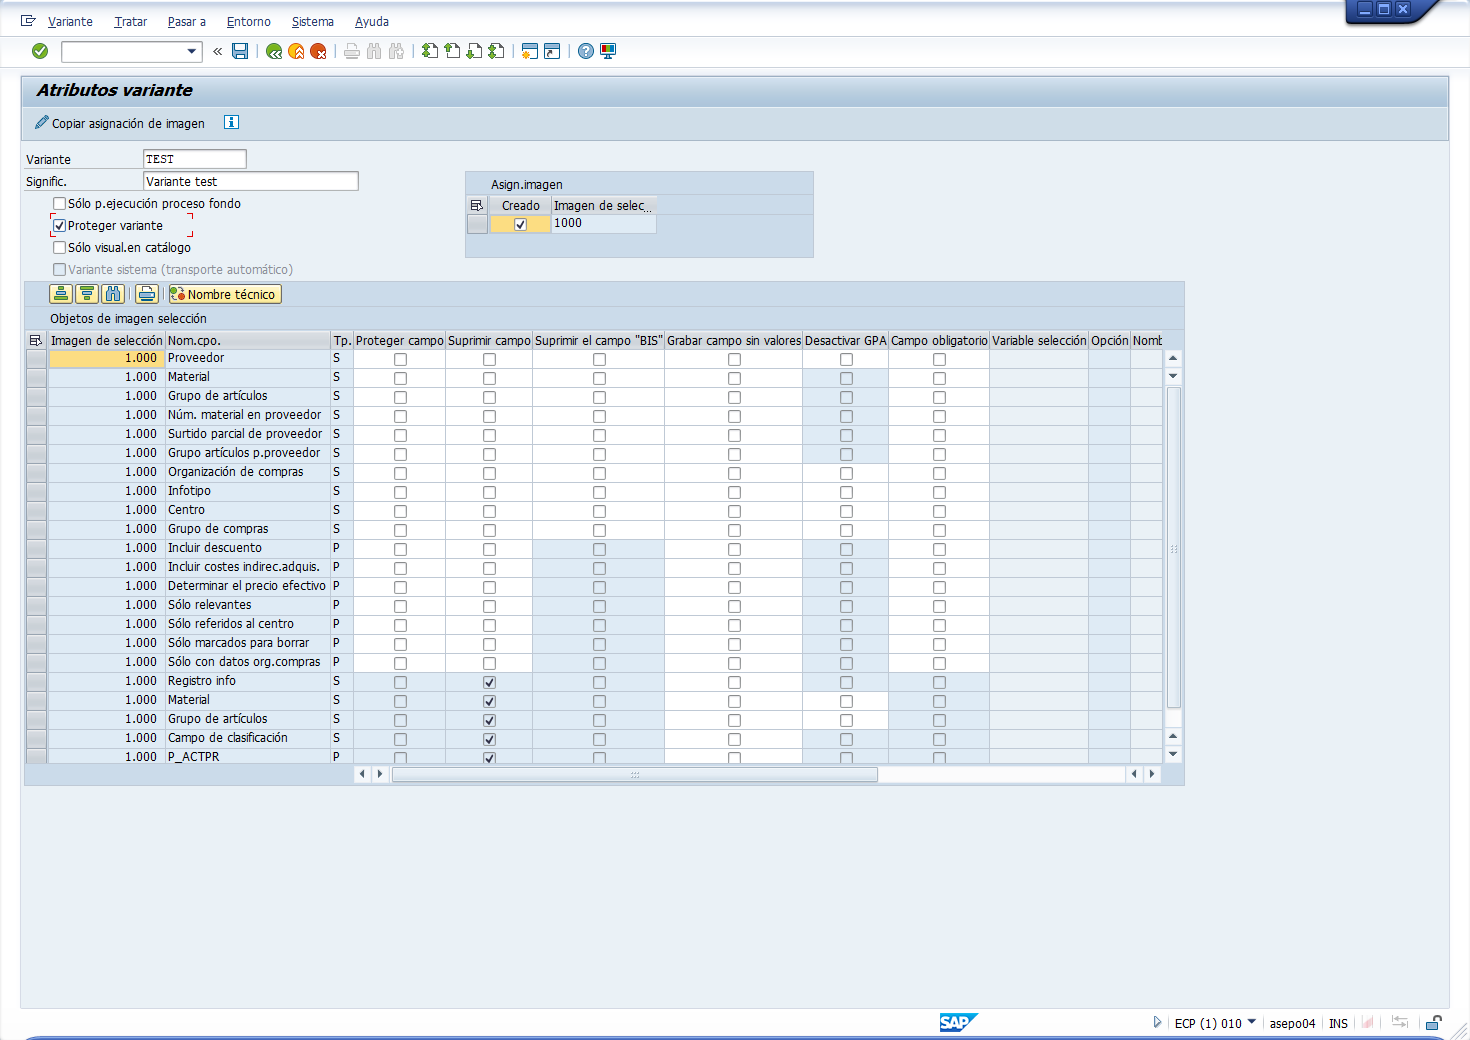 Variante Tratar Pasar a Entorno Sistema Ayuda
Atributos variante
Copiar asignación de imagen
Variante TEST
Signific. Variante test
Sólo p.ejecución proceso fondo
Proteger variante
Sólo visual.en catálogo
Variante sistema (transporte automático)
Asign.imagen
Creado Imagen de selec...
1000
Nombre técnico
Objetos de imagen selección
Imagen de selección Nom.cpo. Tp. Proteger campo Suprimir campo Suprimir el campo "BIS" Grabar campo sin valores Desactivar GPA Campo obligatorio Variable selección Opción Nomb
1.000 Proveedor S
1.000 Material S
1.000 Grupo de artículos S
1.000 Núm. material en proveedor S
1.000 Surtido parcial de proveedor S
1.000 Grupo artículos p.proveedor S
1.000 Organización de compras S
1.000 Infotipo S
1.000 Centro S
1.000 Grupo de compras S
1.000 Incluir descuento P
1.000 Incluir costes indirec.adquis. P
1.000 Determinar el precio efectivo P
1.000 Sólo relevantes P
1.000 Sólo referidos al centro P
1.000 Sólo marcados para borrar P
1.000 Sólo con datos org.compras P
1.000 Registro info S
1.000 Material S
1.000 Grupo de artículos S
1.000 Campo de clasificación S
1.000 P_ACTPR P
SAP ECP (1) 010 asepo04 INS